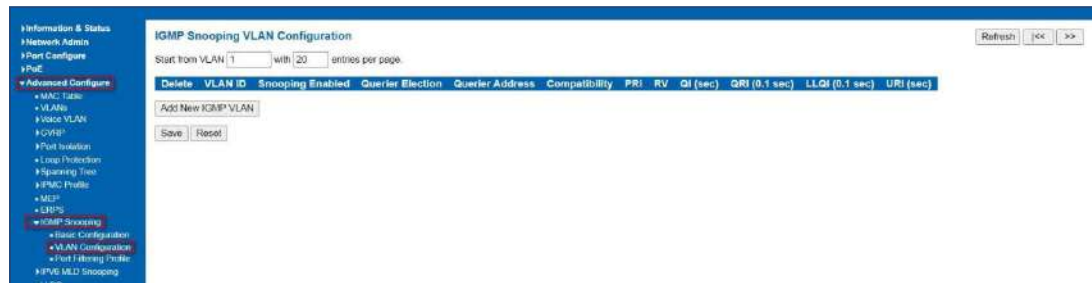 Information & Status
Network Admin
Port Configure
PoE
Advanced Configure
MAC Table
VLANs
Voice VLAN
GVRP
Port Isolation
Loop Protection
Spanning Tree
IPMC Profile
MEP
ERPS
IGMP Snooping
Basic Configuration
VLAN Configuration
Port Filtering Profile
IPV6 MLD Snooping
IGMP Snooping VLAN Configuration
Refresh |<< >>
Start from VLAN 1 with 20 entries per page.
Delete VLAN ID Snooping Enabled Querier Election Querier Address Compatibility PRI RV QI (sec) QRI (0.1 sec) LLQI (0.1 sec) URI (sec)
Add New IGMP VLAN
Save Reset